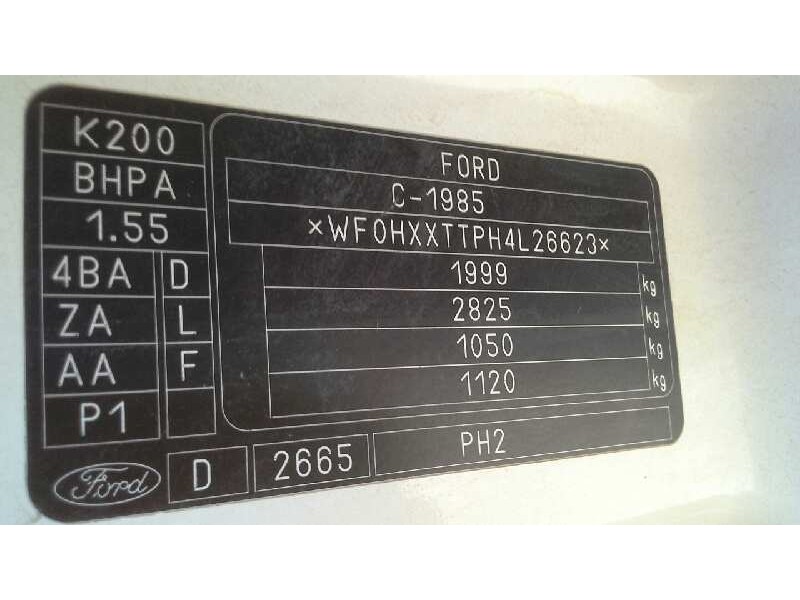 K200
BHPA
1.55
4BA D
ZA L
AA F
P1
FORD
C-1985
×WF0HXXTTPH4L26623×
1999 kg
2825 kg
1050 kg
1120 kg
Ford D 2665 PH2